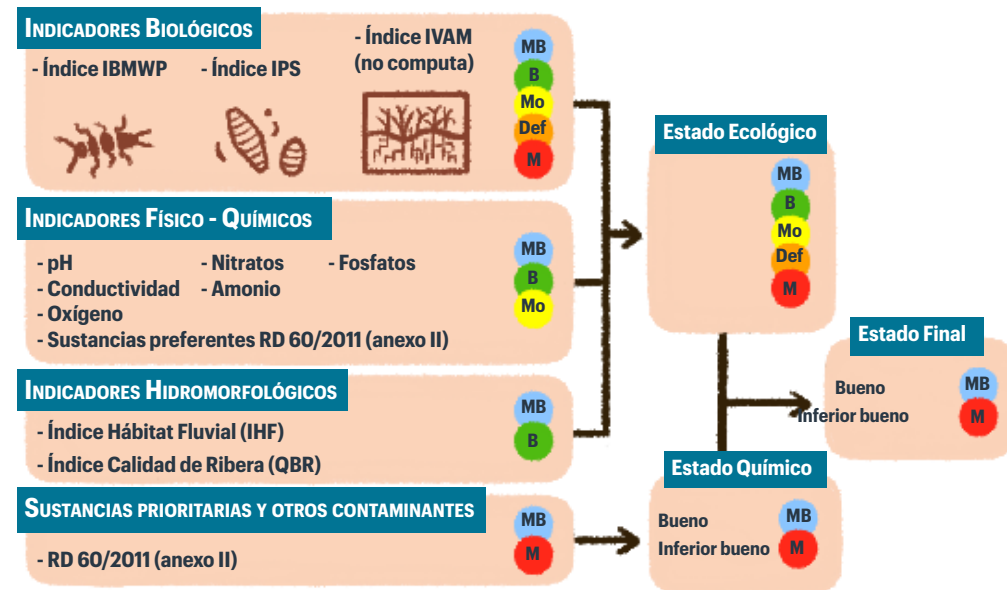 INDICADORES BIOLÓGICOS
- Índice IBMWP
- Índice IPS
- Índice IVAM
(no computa)
MB
B
Mo
Def
M
INDICADORES FÍSICO - QUÍMICOS
- pH
- Conductividad
- Oxígeno
- Nitratos
- Amonio
- Fosfatos
- Sustancias preferentes RD 60/2011 (anexo II)
MB
B
Mo
INDICADORES HIDROMORFOLÓGICOS
- Índice Hábitat Fluvial (IHF)
- Índice Calidad de Ribera (QBR)
MB
B
SUSTANCIAS PRIORITARIAS Y OTROS CONTAMINANTES
- RD 60/2011 (anexo II)
MB
M
Estado Ecológico
MB
B
Mo
Def
M
Estado Químico
Bueno
MB
Inferior bueno
M
Estado Final
Bueno
MB
Inferior bueno
M